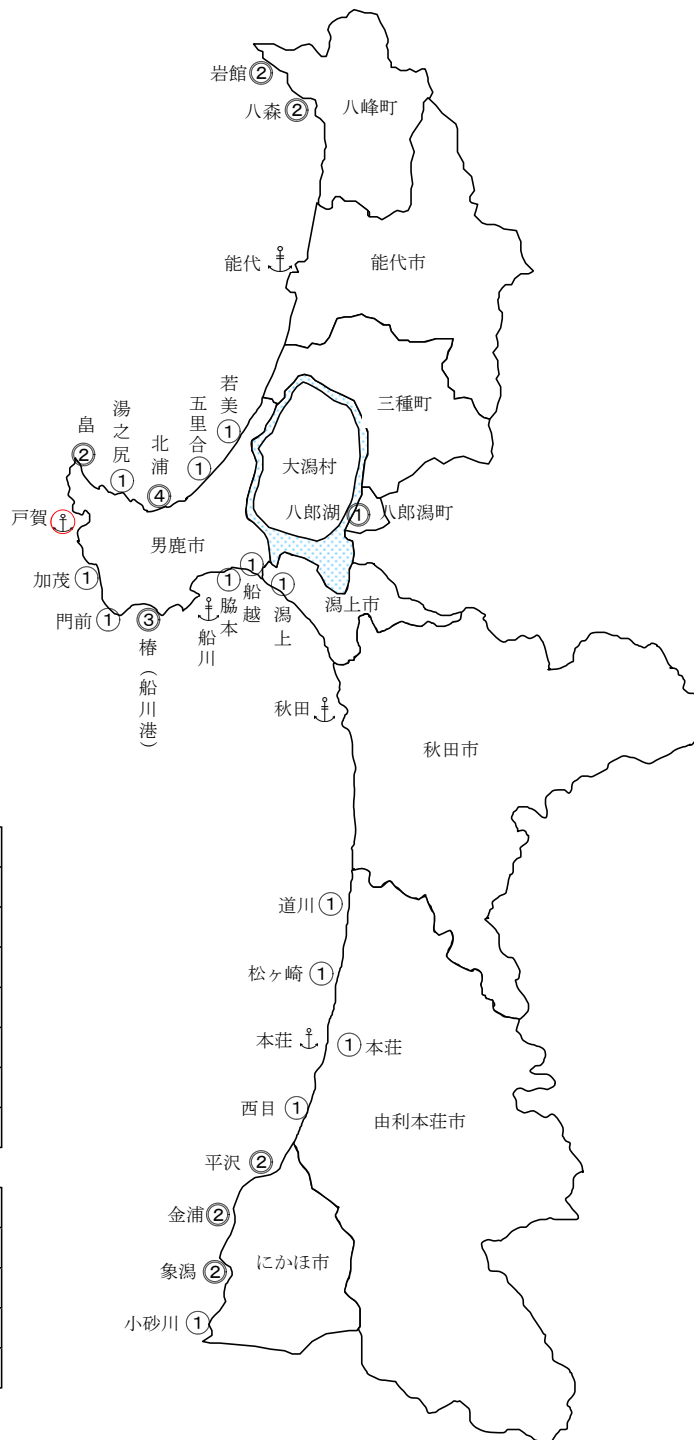 岩館②
八森②
八峰町
能代
能代市
若美①
三種町
五里合①
湯之尻①
北浦④
畠②
大潟村
八郎湖①
八郎潟町
戸賀
男鹿市
加茂①
船越①
脇本①
潟上①
潟上市
門前①
椿（船川港）③
船川
秋田
秋田市
道川①
松ヶ崎①
本荘
①本荘
西目①
由利本荘市
平沢②
金浦②
にかほ市
象潟②
小砂川①